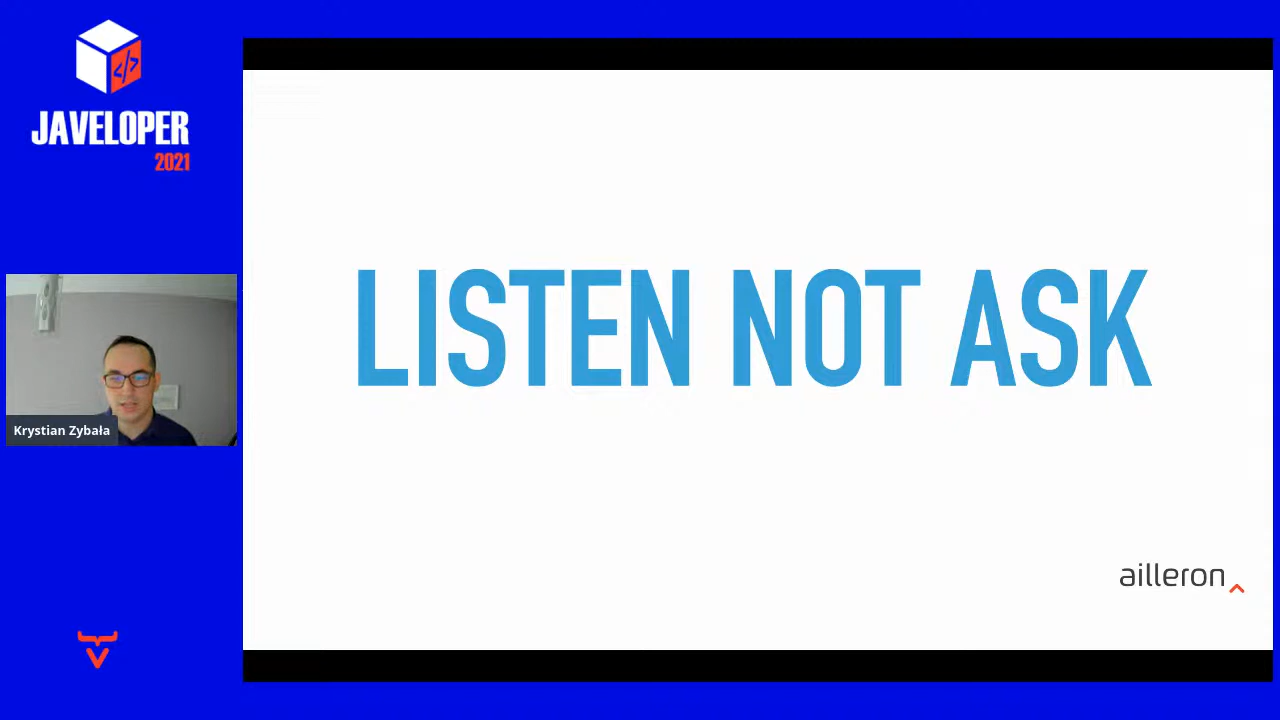 </>
JAVELOPER
2021
LISTEN NOT ASK
Krystian Zybała
ailleron